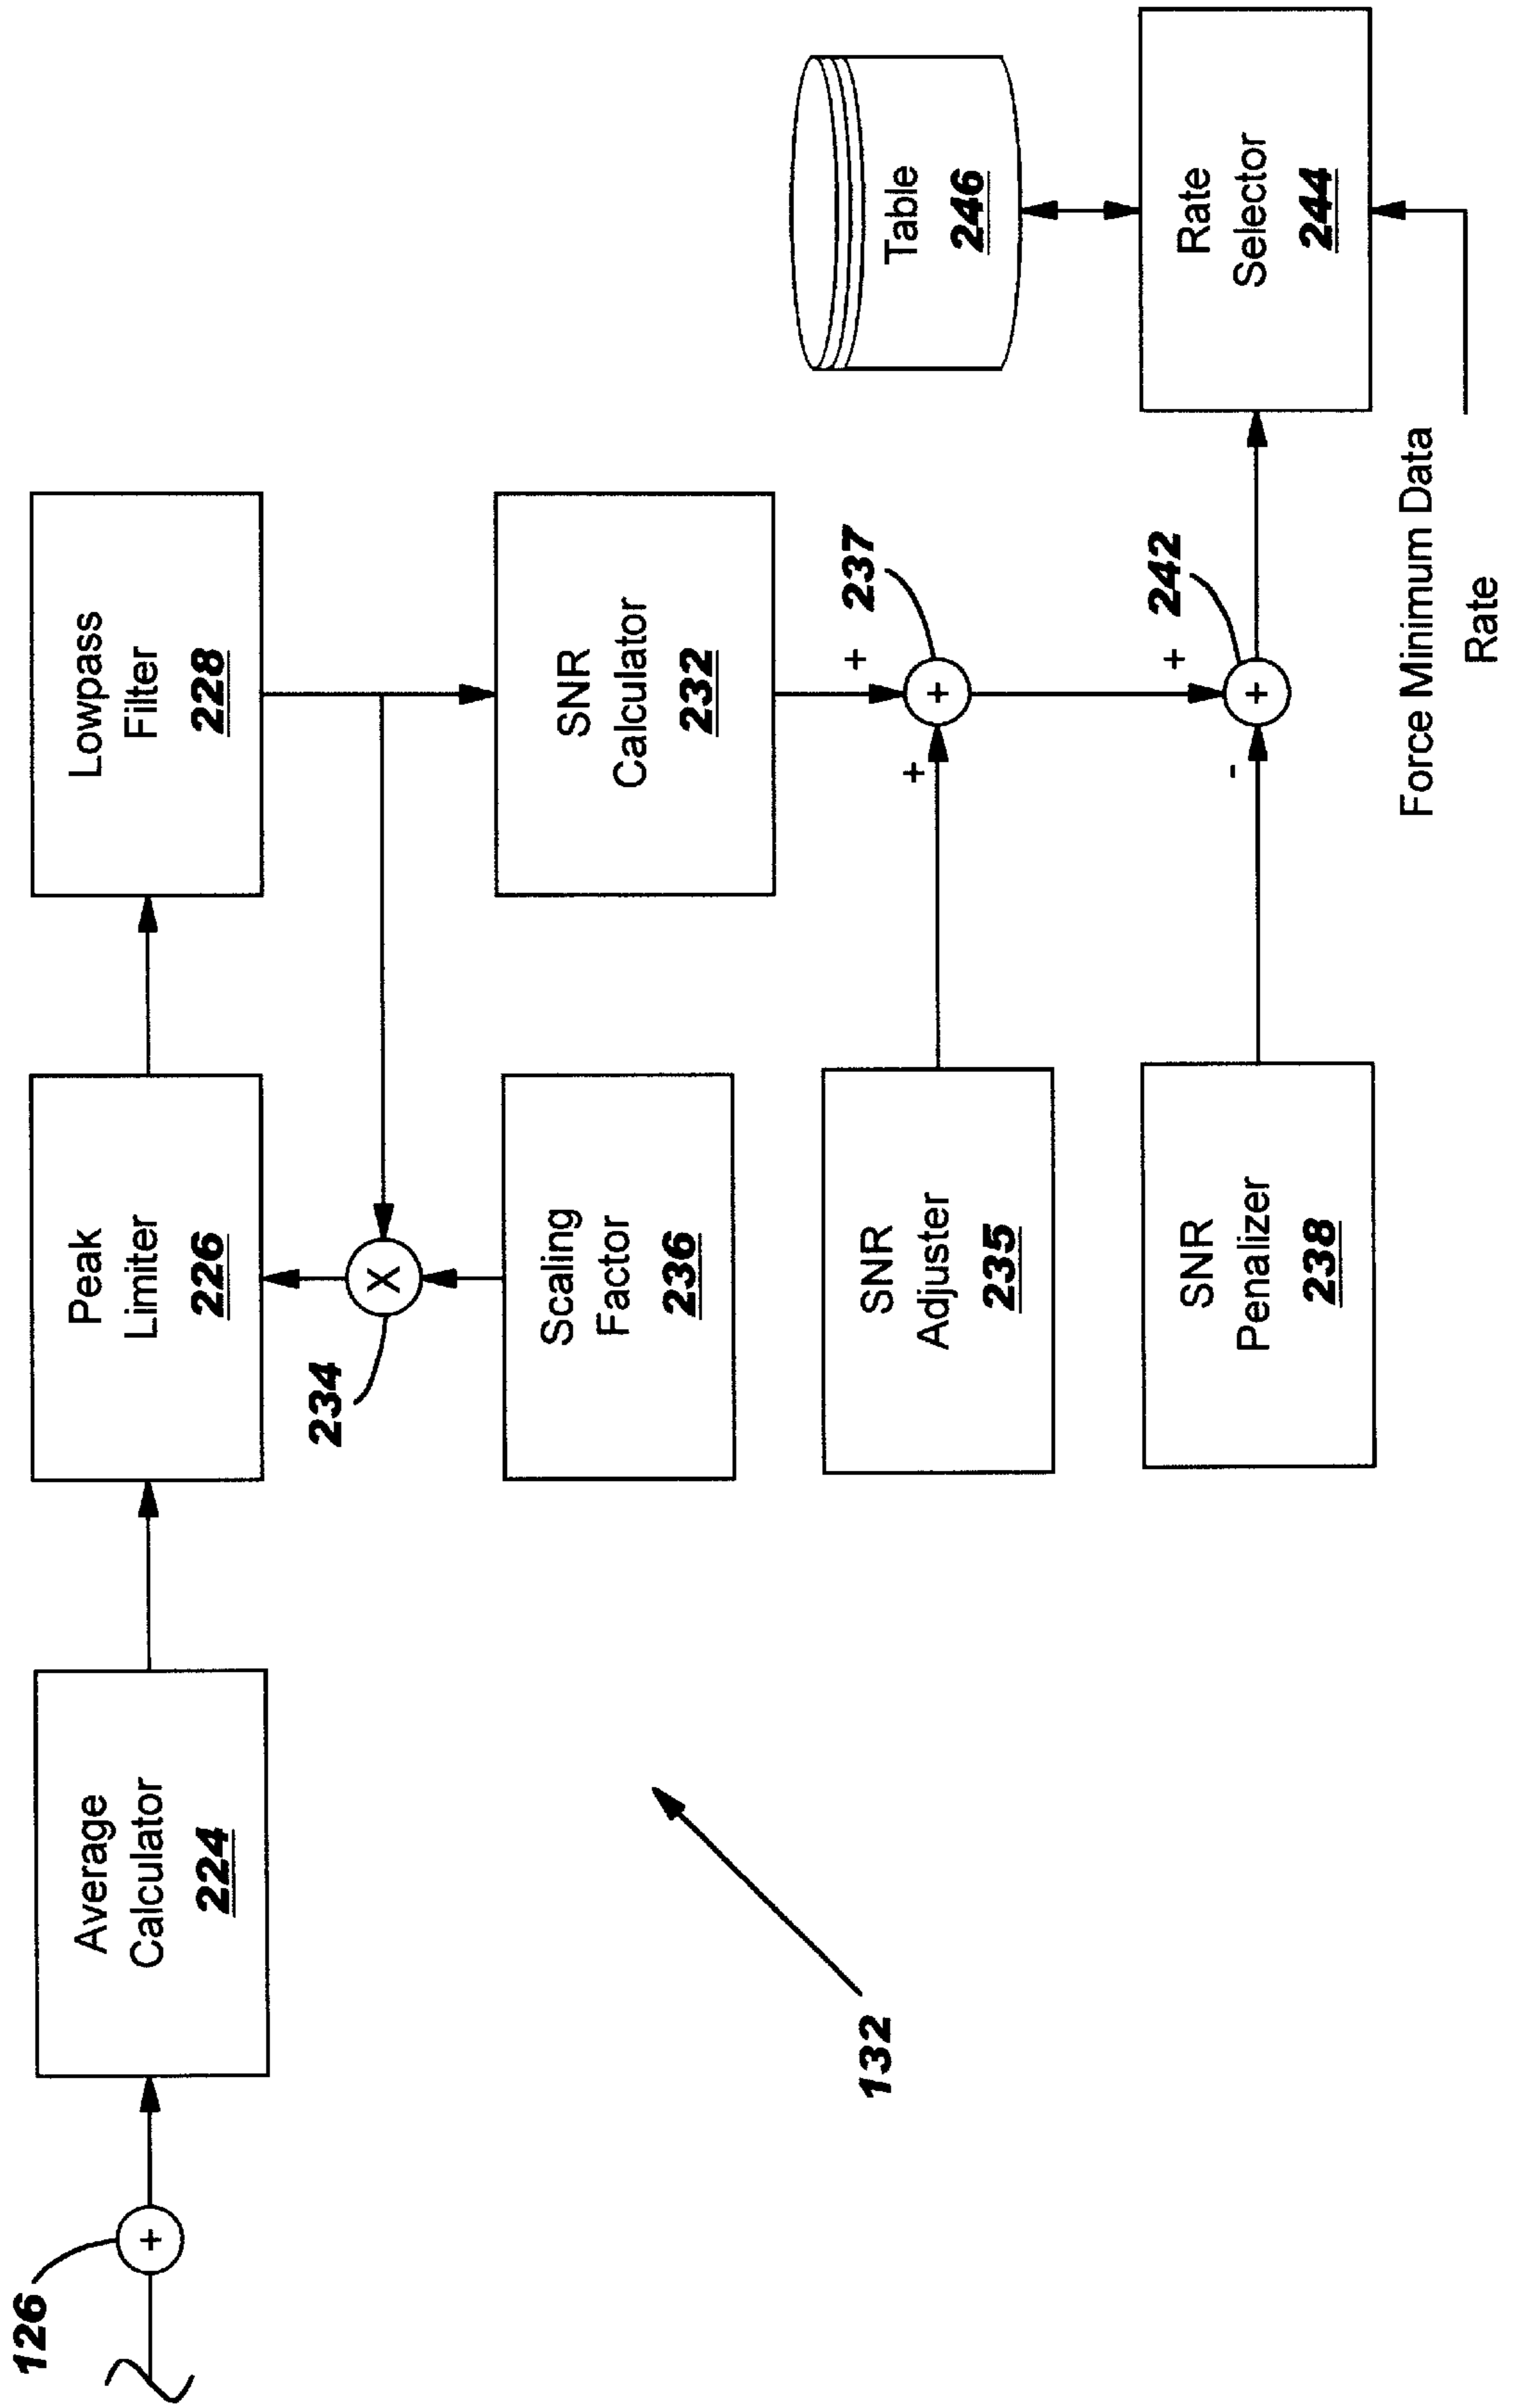 126
+
Average
Calculator
224
Peak
Limiter
226
Lowpass
Filter
228
234
X
Scaling
Factor
236
SNR
Calculator
232
SNR
Adjuster
235
+
+
237
+
SNR
Penalizer
238
-
+
242
+
Table
246
Rate
Selector
244
Force Minimum Data
Rate
132